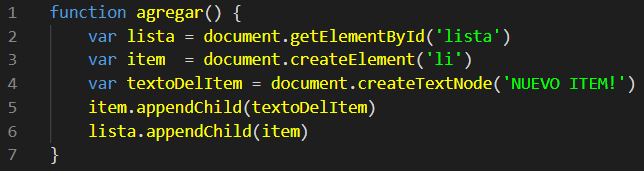 1 function agregar() {
2     var lista = document.getElementById('lista')
3     var item  = document.createElement('li')
4     var textoDelItem = document.createTextNode('NUEVO ITEM!')
5     item.appendChild(textoDelItem)
6     lista.appendChild(item)
7 }